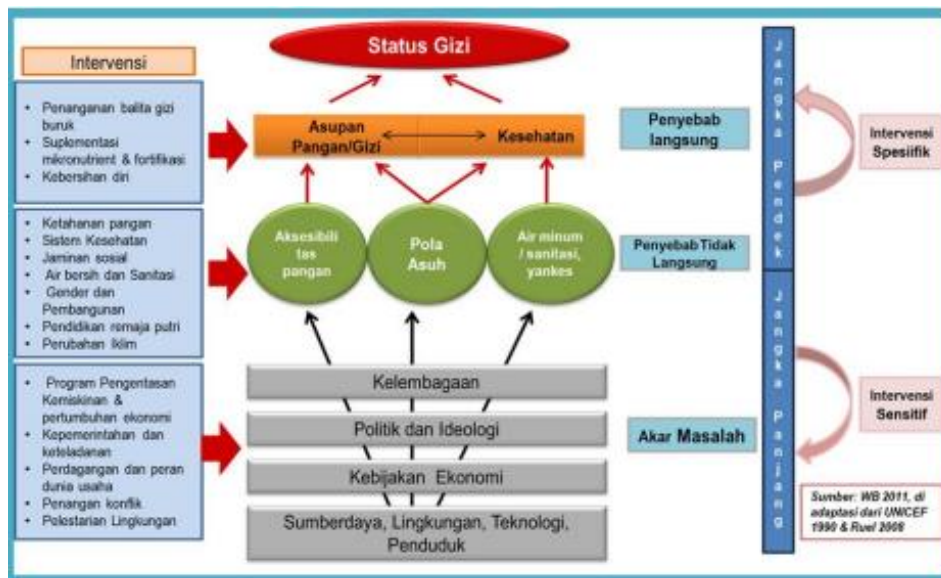 Status Gizi
Intervensi
• Penanganan balita gizi
buruk
• Suplementasi
mikronutrient & fortifikasi
• Kebersihan diri
Asupan
Pangan/Gizi
Kesehatan
Penyebab
langsung
• Ketahanan pangan
• Sistem Kesehatan
• Jaminan sosial
• Air bersih dan Sanitasi
• Gender dan
Pembangunan
• Pendidikan remaja putri
• Perubahan Iklim
Aksesibili
tas
pangan
Pola
Asuh
Air minum
/ sanitasi,
yankes
Penyebab Tidak
Langsung
• Program Pengentasan
Kemiskinan &
pertumbuhan ekonomi
• Kepemerintahan dan
keteladanan
• Perdagangan dan peran
dunia usaha
• Penangan konflik
• Pelestarian Lingkungan
Kelembagaan
Politik dan Ideologi
Kebijakan Ekonomi
Sumberdaya, Lingkungan, Teknologi,
Penduduk
Akar Masalah
Jangka Pendek
Jangka Panjang
Intervensi
Spesiifik
Intervensi
Sensitif
Sumber: WB 2011, di
adaptasi dari UNICEF
1990 & Ruel 2008